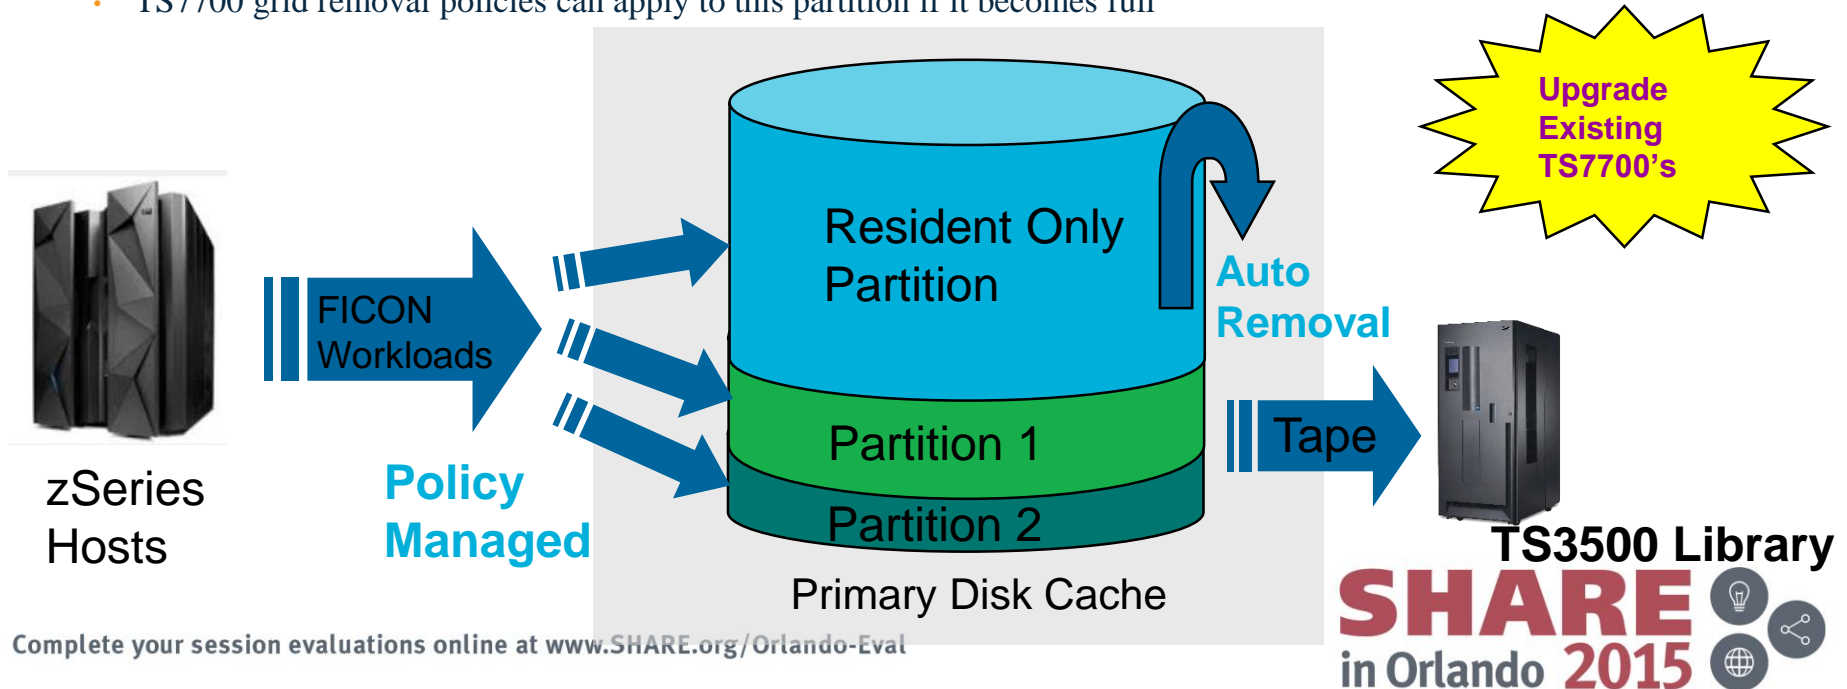 • TS7700 grid removal policies can apply to this partition if it becomes full
Upgrade
Existing
TS7700's
Resident Only
Partition
Auto
Removal
FICON
Workloads
Partition 1
Tape
Policy
Managed
zSeries
Hosts
Partition 2
TS3500 Library
Primary Disk Cache
Complete your session evaluations online at www.SHARE.org/Orlando-Eval
SHARE
in Orlando 2015